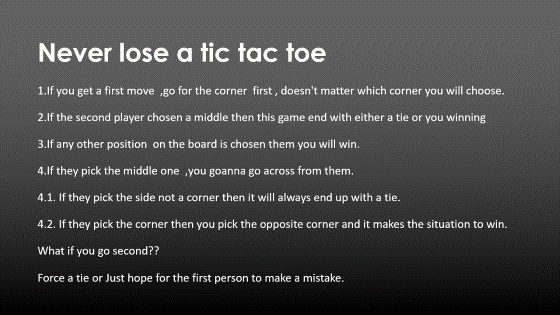 Never lose a tic tac toe
1.If you get a first move ,go for the corner first , doesn't matter which corner you will choose.
2.If the second player chosen a middle then this game end with either a tie or you winning
3.If any other position on the board is chosen them you will win.
4.If they pick the middle one ,you goanna go across from them.
4.1. If they pick the side not a corner then it will always end up with a tie.
4.2. If they pick the corner then you pick the opposite corner and it makes the situation to win.
What if you go second??
Force a tie or Just hope for the first person to make a mistake.